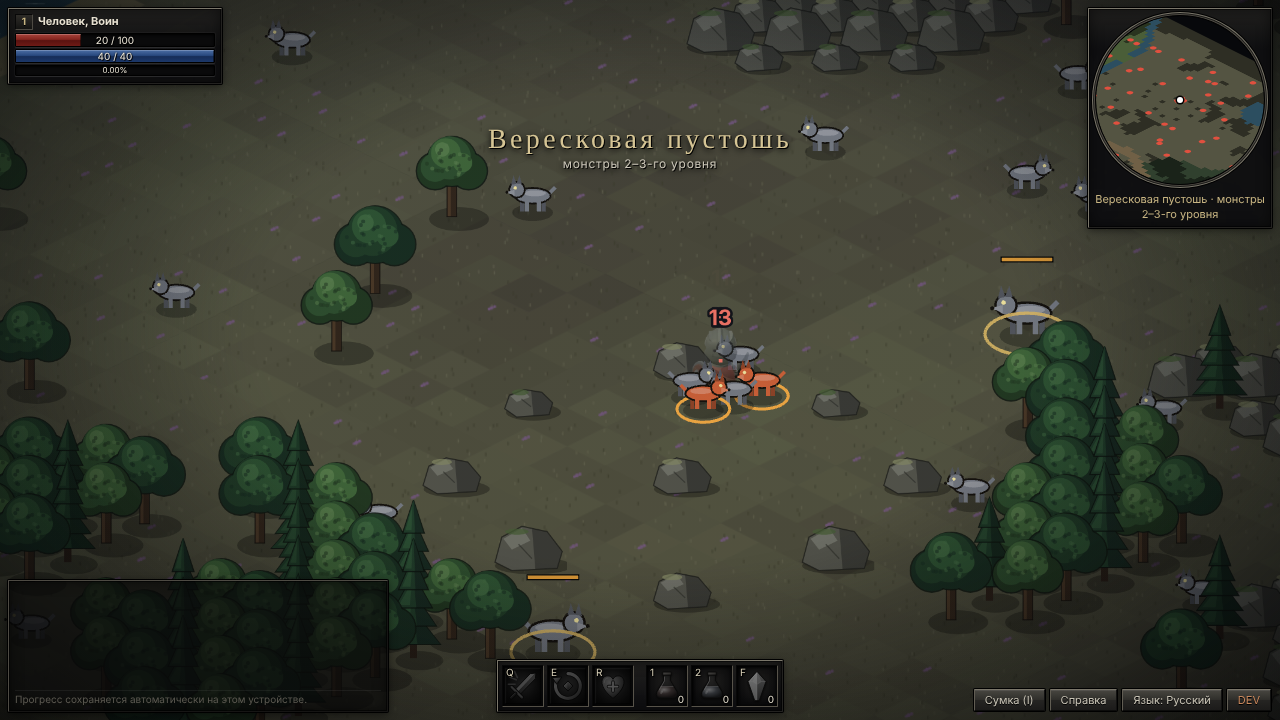 1 Человек, Воин
20 / 100
40 / 40
0.00%
Вересковая пустошь
монстры 2–3-го уровня
Вересковая пустошь · монстры
2–3-го уровня
13
Прогресс сохраняется автоматически на этом устройстве.
Q E R 1 2 F
0 0 0
Сумка (I) Справка Язык: Русский DEV